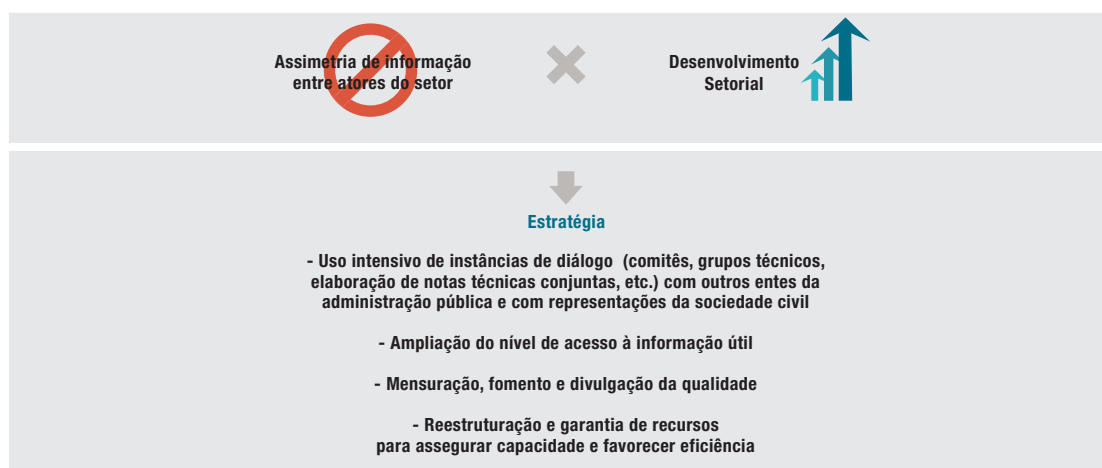 Assimetria de informação
entre atores do setor
Desenvolvimento
Setorial
Estratégia
- Uso intensivo de instâncias de diálogo  (comitês, grupos técnicos,
elaboração de notas técnicas conjuntas, etc.) com outros entes da
administração pública e com representações da sociedade civil
- Ampliação do nível de acesso à informação útil
- Mensuração, fomento e divulgação da qualidade
- Reestruturação e garantia de recursos
para assegurar capacidade e favorecer eficiência